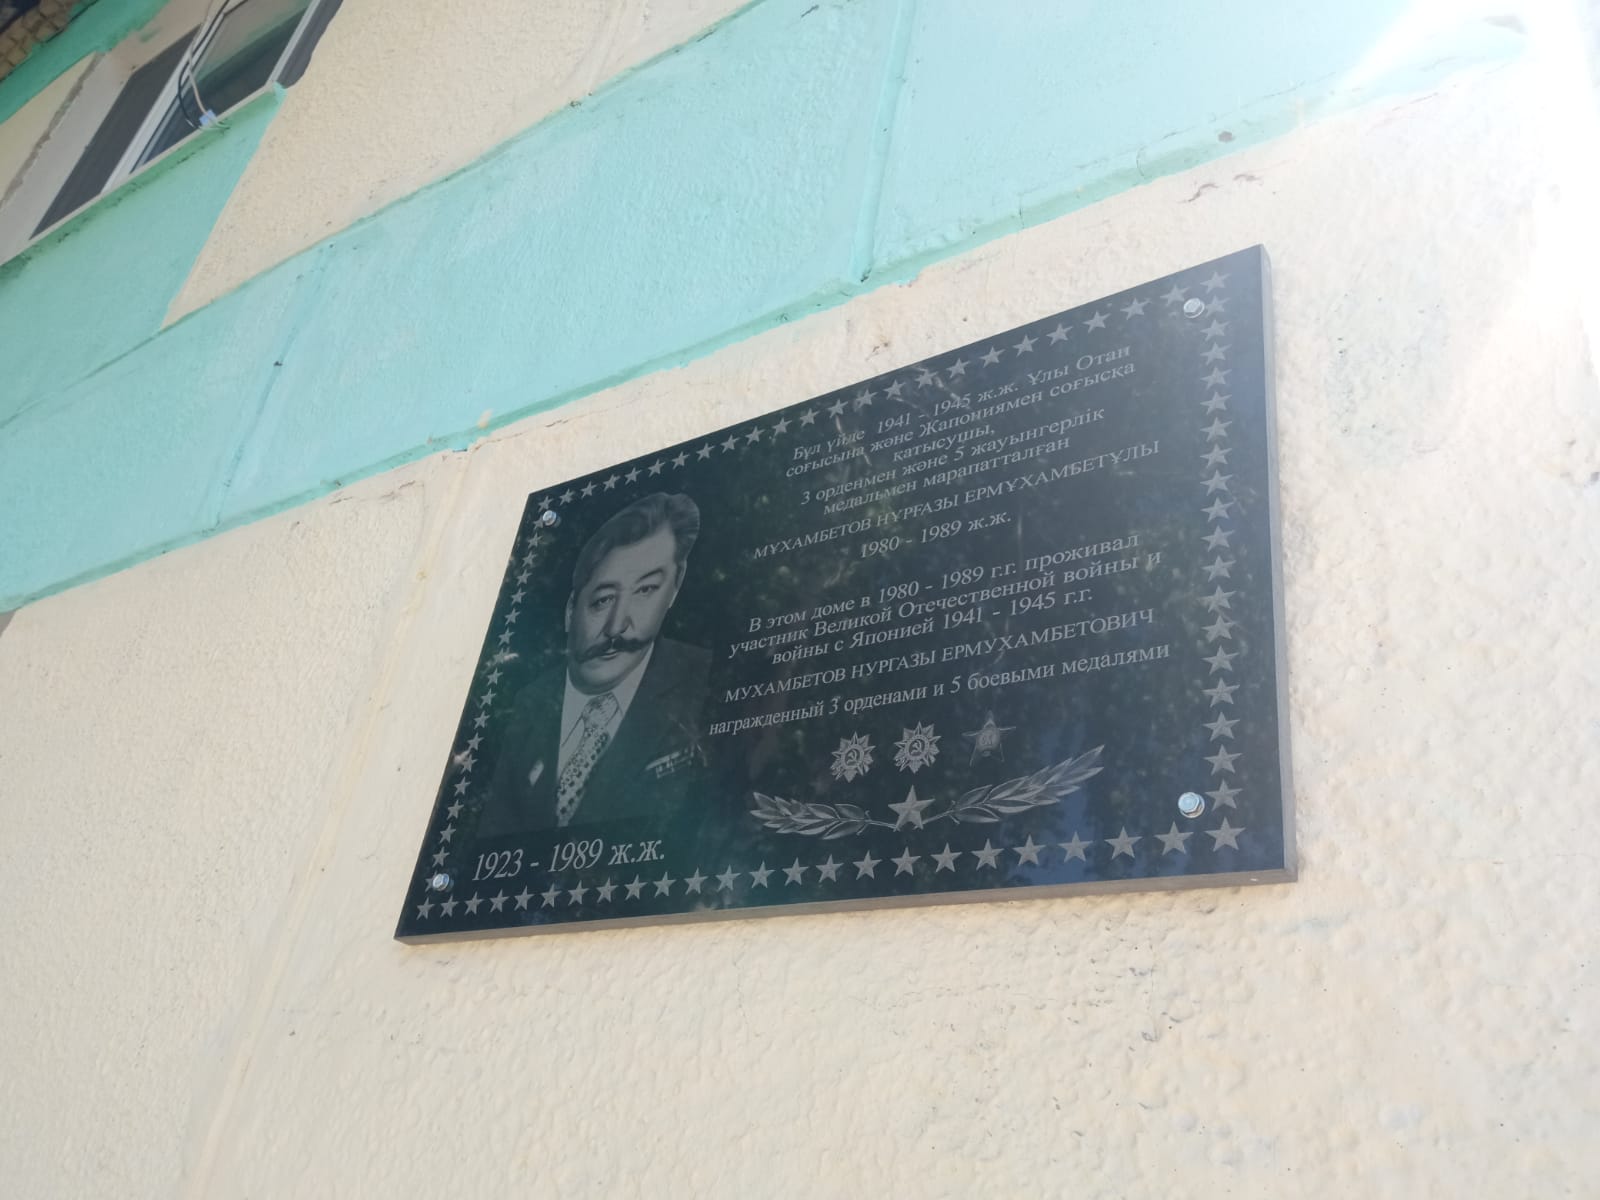 Бұл үйде 1941 - 1945 ж.ж. Ұлы Отан
соғысына және Жапониямен соғысқа
қатысушы,
3 орденмен және 5 жауынгерлік
медальмен марапатталған
МҰХАМБЕТОВ НҰРҒАЗЫ ЕРМҰХАМБЕТҰЛЫ
1980 - 1989 ж.ж.
В этом доме в 1980 - 1989 г.г. проживал
участник Великой Отечественной войны и
войны с Японией 1941 - 1945 г.г.
МУХАМБЕТОВ НУРГАЗЫ ЕРМУХАМБЕТОВИЧ
награжденный 3 орденами и 5 боевыми медалями
1923 - 1989 ж.ж.